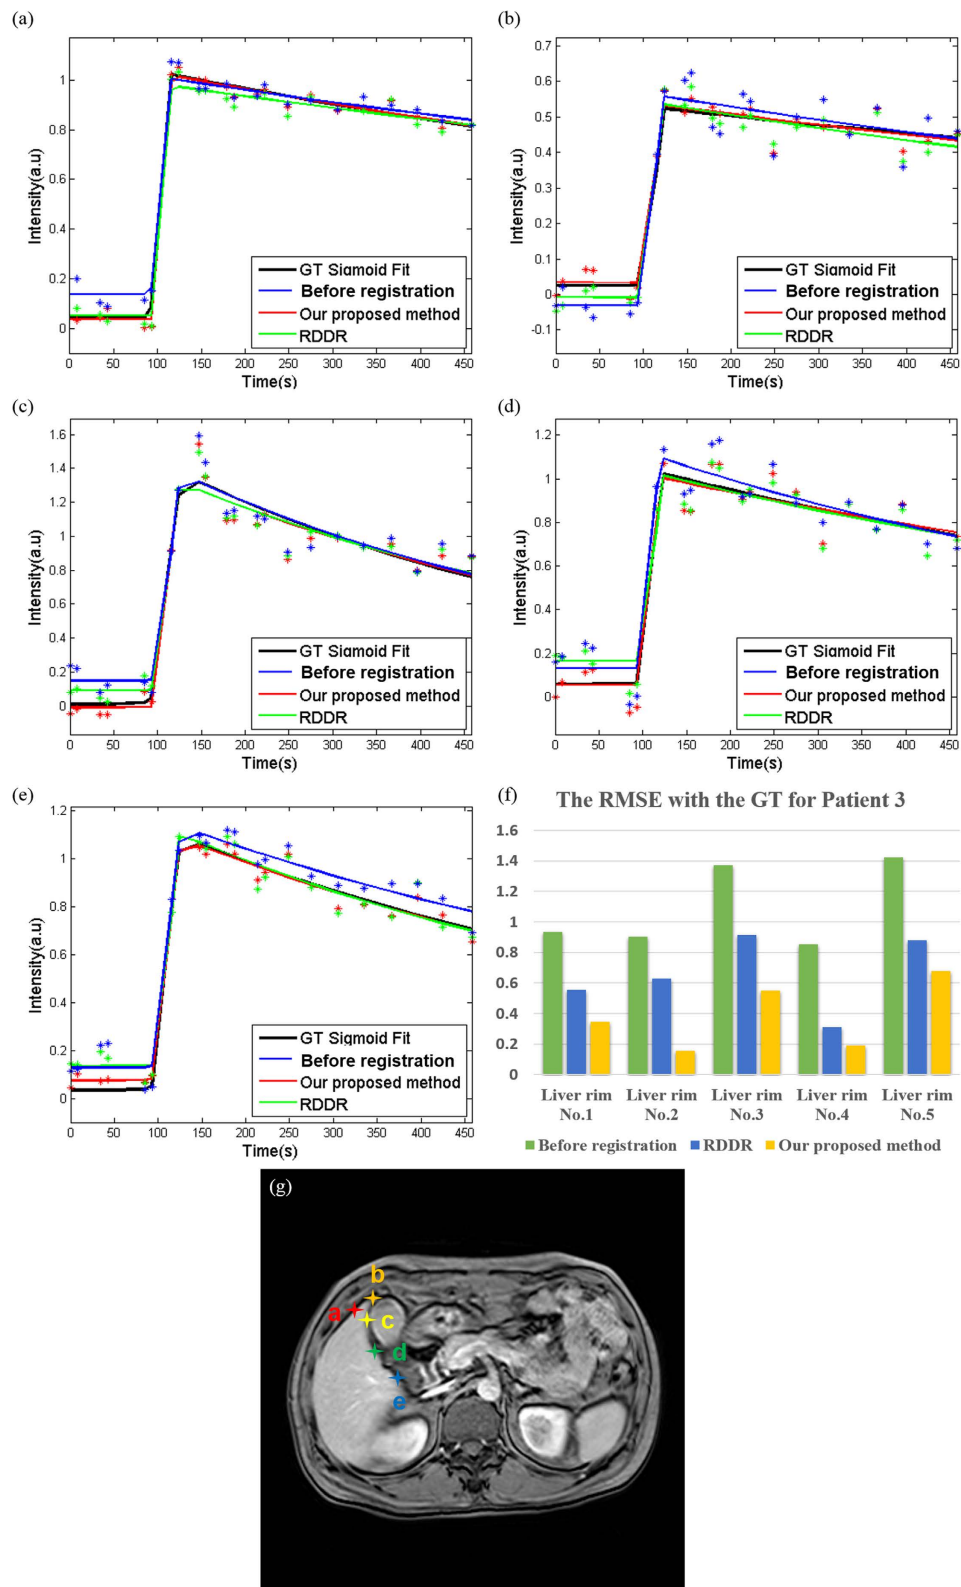 (a)
1
0.8
0.6
0.4
0.2
0
Intensity(a.u)
GT Siamoid Fit
Before registration
Our proposed method
RDDR
0 50 100 150 200 250 300 350 400 450
Time(s)
(b)
0.7
0.6
0.5
0.4
0.3
0.2
0.1
0
-0.1
Intensity(a.u)
GT Siamoid Fit
Before registration
Our proposed method
RDDR
0 50 100 150 200 250 300 350 400 450
Time(s)
(c)
1.6
1.4
1.2
1
0.8
0.6
0.4
0.2
0
Intensity(a.u)
GT Siamoid Fit
Before registration
Our proposed method
RDDR
0 50 100 150 200 250 300 350 400 450
Time(s)
(d)
1.2
1
0.8
0.6
0.4
0.2
0
Intensity(a.u)
GT Siamoid Fit
Before registration
Our proposed method
RDDR
0 50 100 150 200 250 300 350 400 450
Time(s)
(e)
1.2
1
0.8
0.6
0.4
0.2
0
Intensity(a.u)
GT Sigmoid Fit
Before registration
Our proposed method
RDDR
0 50 100 150 200 250 300 350 400 450
Time(s)
(f)
The RMSE with the GT for Patient 3
1.6
1.4
1.2
1
0.8
0.6
0.4
0.2
0
Liver rim Liver rim Liver rim Liver rim Liver rim
No.1 No.2 No.3 No.4 No.5
Before registration RDDR Our proposed method
(g)
b
a
c
d
e